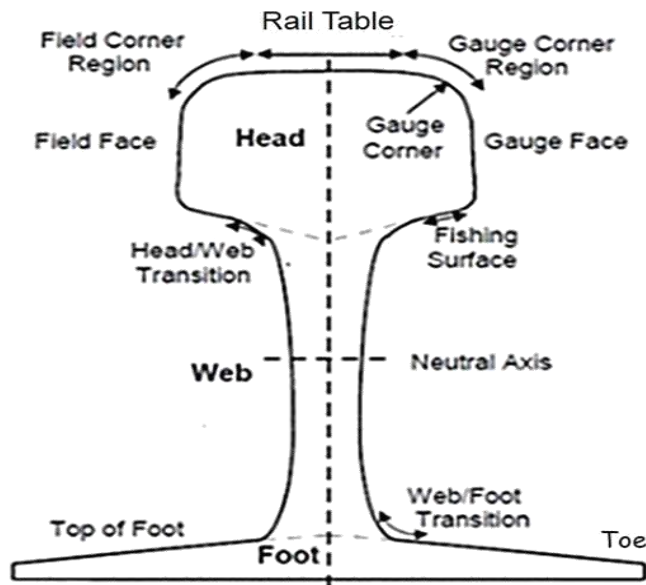 Rail Table
Field Corner
Region
Gauge Corner
Region
Field Face
Head
Gauge
Corner
Gauge Face
Head/Web
Transition
Fishing
Surface
Web
Neutral Axis
Web/Foot
Transition
Top of Foot
Foot
Toe